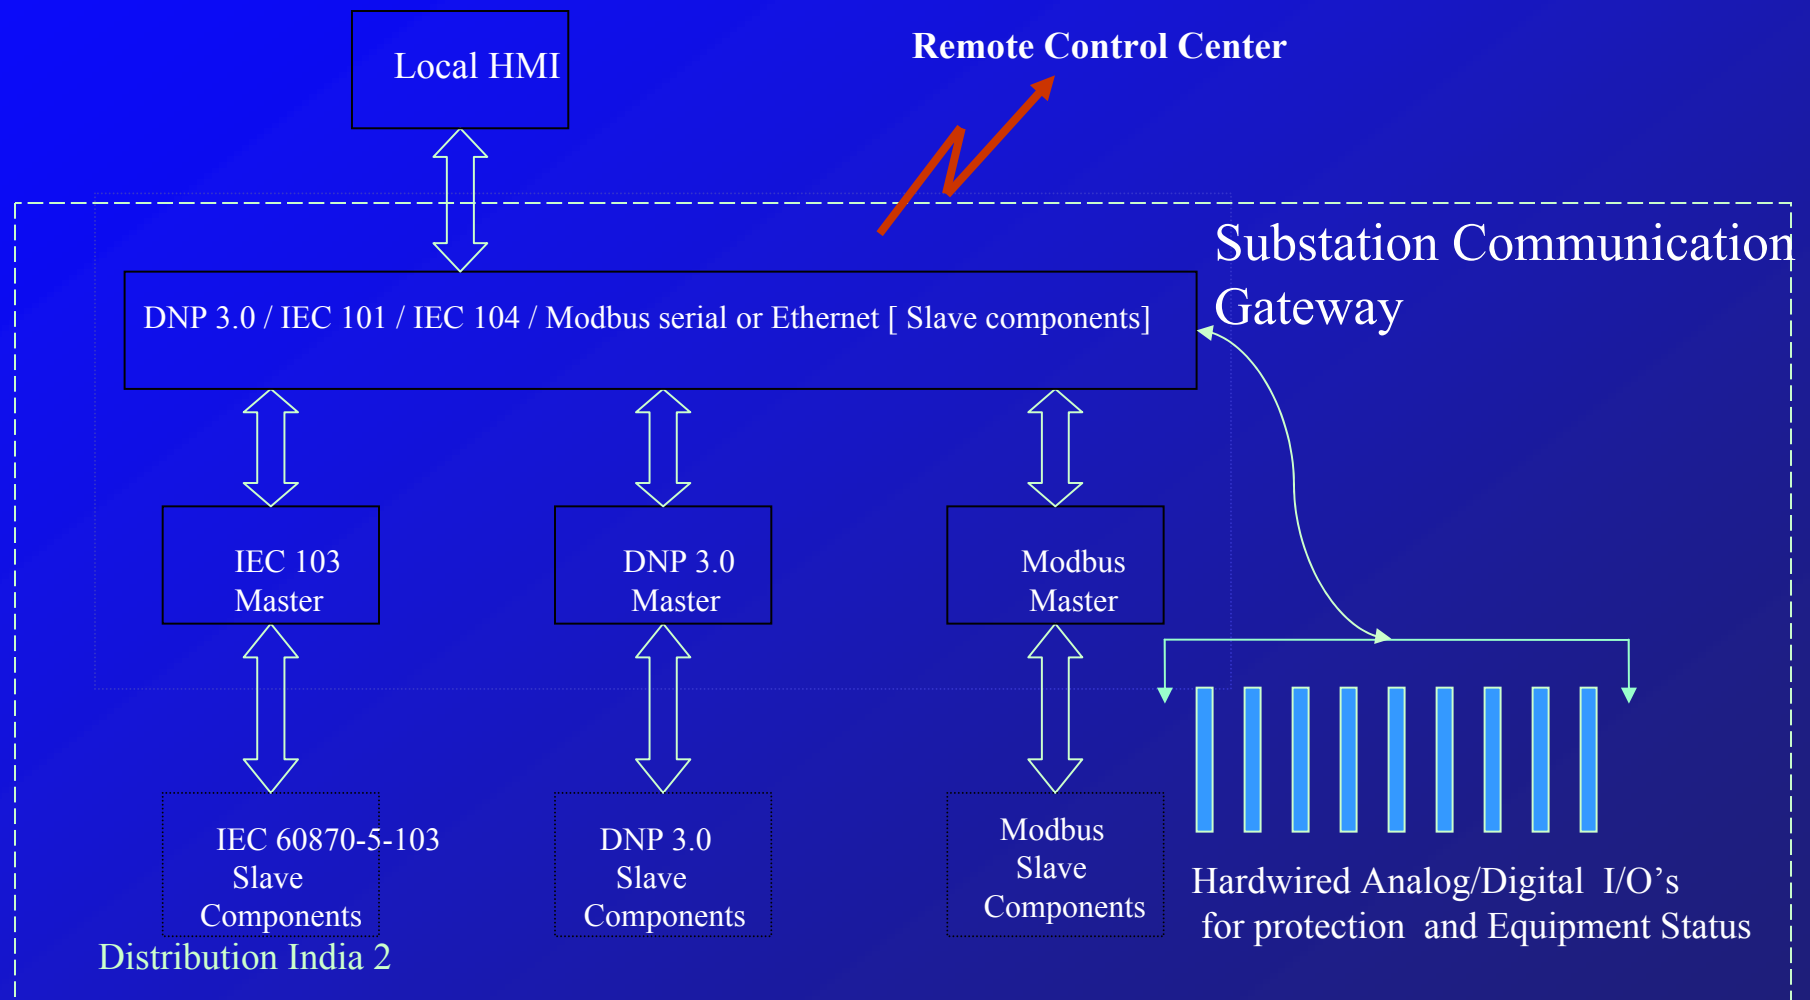 Local HMI
Remote Control Center
Substation Communication
Gateway
DNP 3.0 / IEC 101 / IEC 104 / Modbus serial or Ethernet [ Slave components]
IEC 103
Master
DNP 3.0
Master
Modbus
Master
IEC 60870-5-103
Slave
Components
DNP 3.0
Slave
Components
Modbus
Slave
Components
Hardwired Analog/Digital I/O’s
for protection and Equipment Status
Distribution India 2